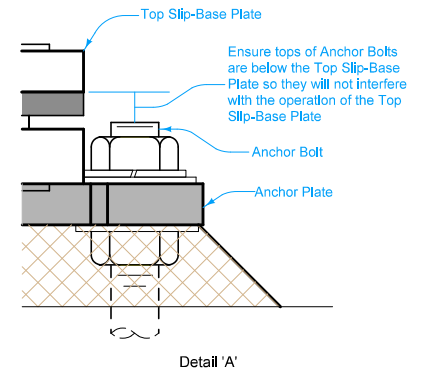 Top Slip-Base Plate
Ensure tops of Anchor Bolts
are below the Top Slip-Base
Plate so they will not interfere
with the operation of the Top
Slip-Base Plate
Anchor Bolt
Anchor Plate
Detail 'A'